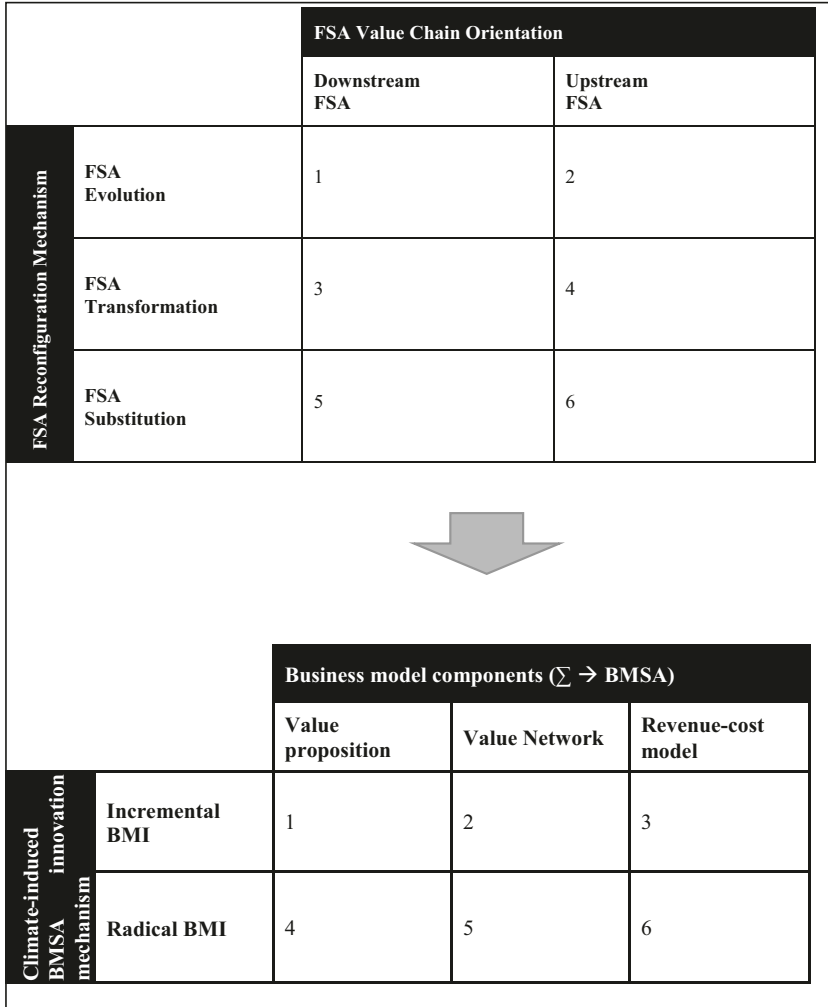 FSA Value Chain Orientation
Downstream
FSA
Upstream
FSA
FSA Reconfiguration Mechanism
FSA
Evolution
1
2
FSA
Transformation
3
4
FSA
Substitution
5
6
Business model components (∑ → BMSA)
Value
proposition
Value Network
Revenue-cost
model
Climate-induced
BMSA innovation
mechanism
Incremental
BMI
1
2
3
Radical BMI
4
5
6